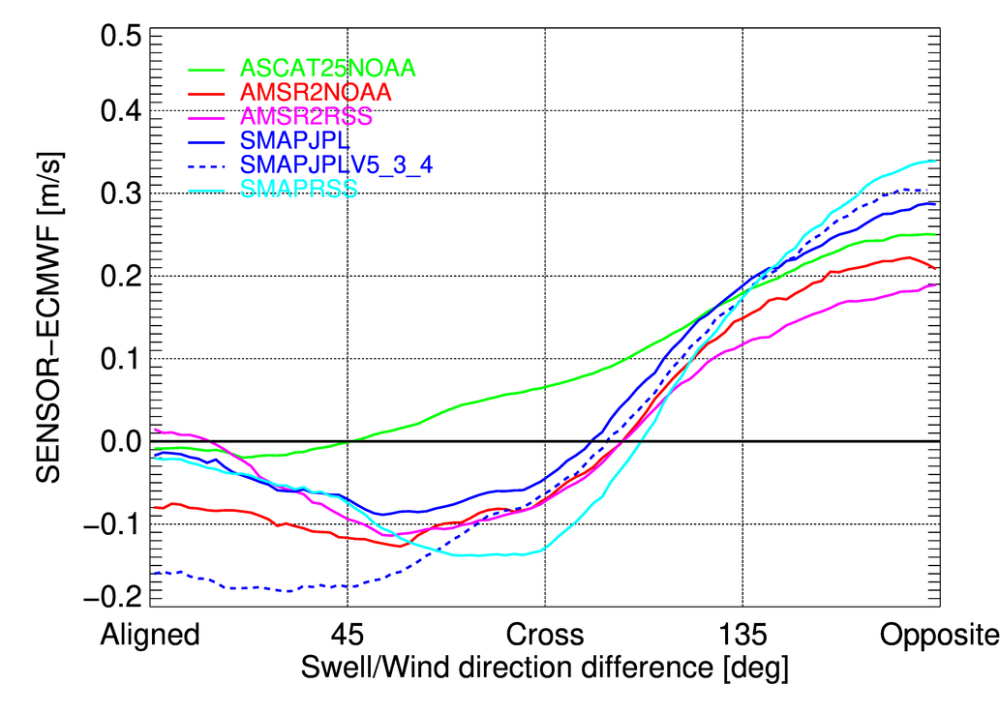 0.5
ASCAT25NOAA
AMSR2NOAA
0.4
AMSR2RSS
SMAPJPL
SMAPJPLV5_3_4
SMAPRSS
0.3
SENSOR−ECMWF [m/s]
0.2
0.1
0.0
−0.1
−0.2
Aligned 45 Cross 135 Opposite
Swell/Wind direction difference [deg]